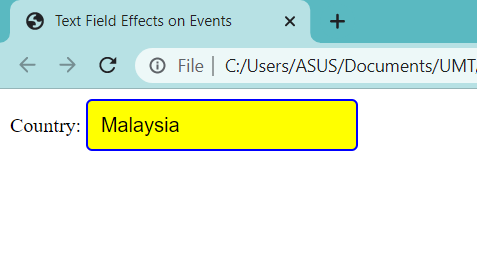 Text Field Effects on Events
File | C:/Users/ASUS/Documents/UMT/
Country: Malaysia